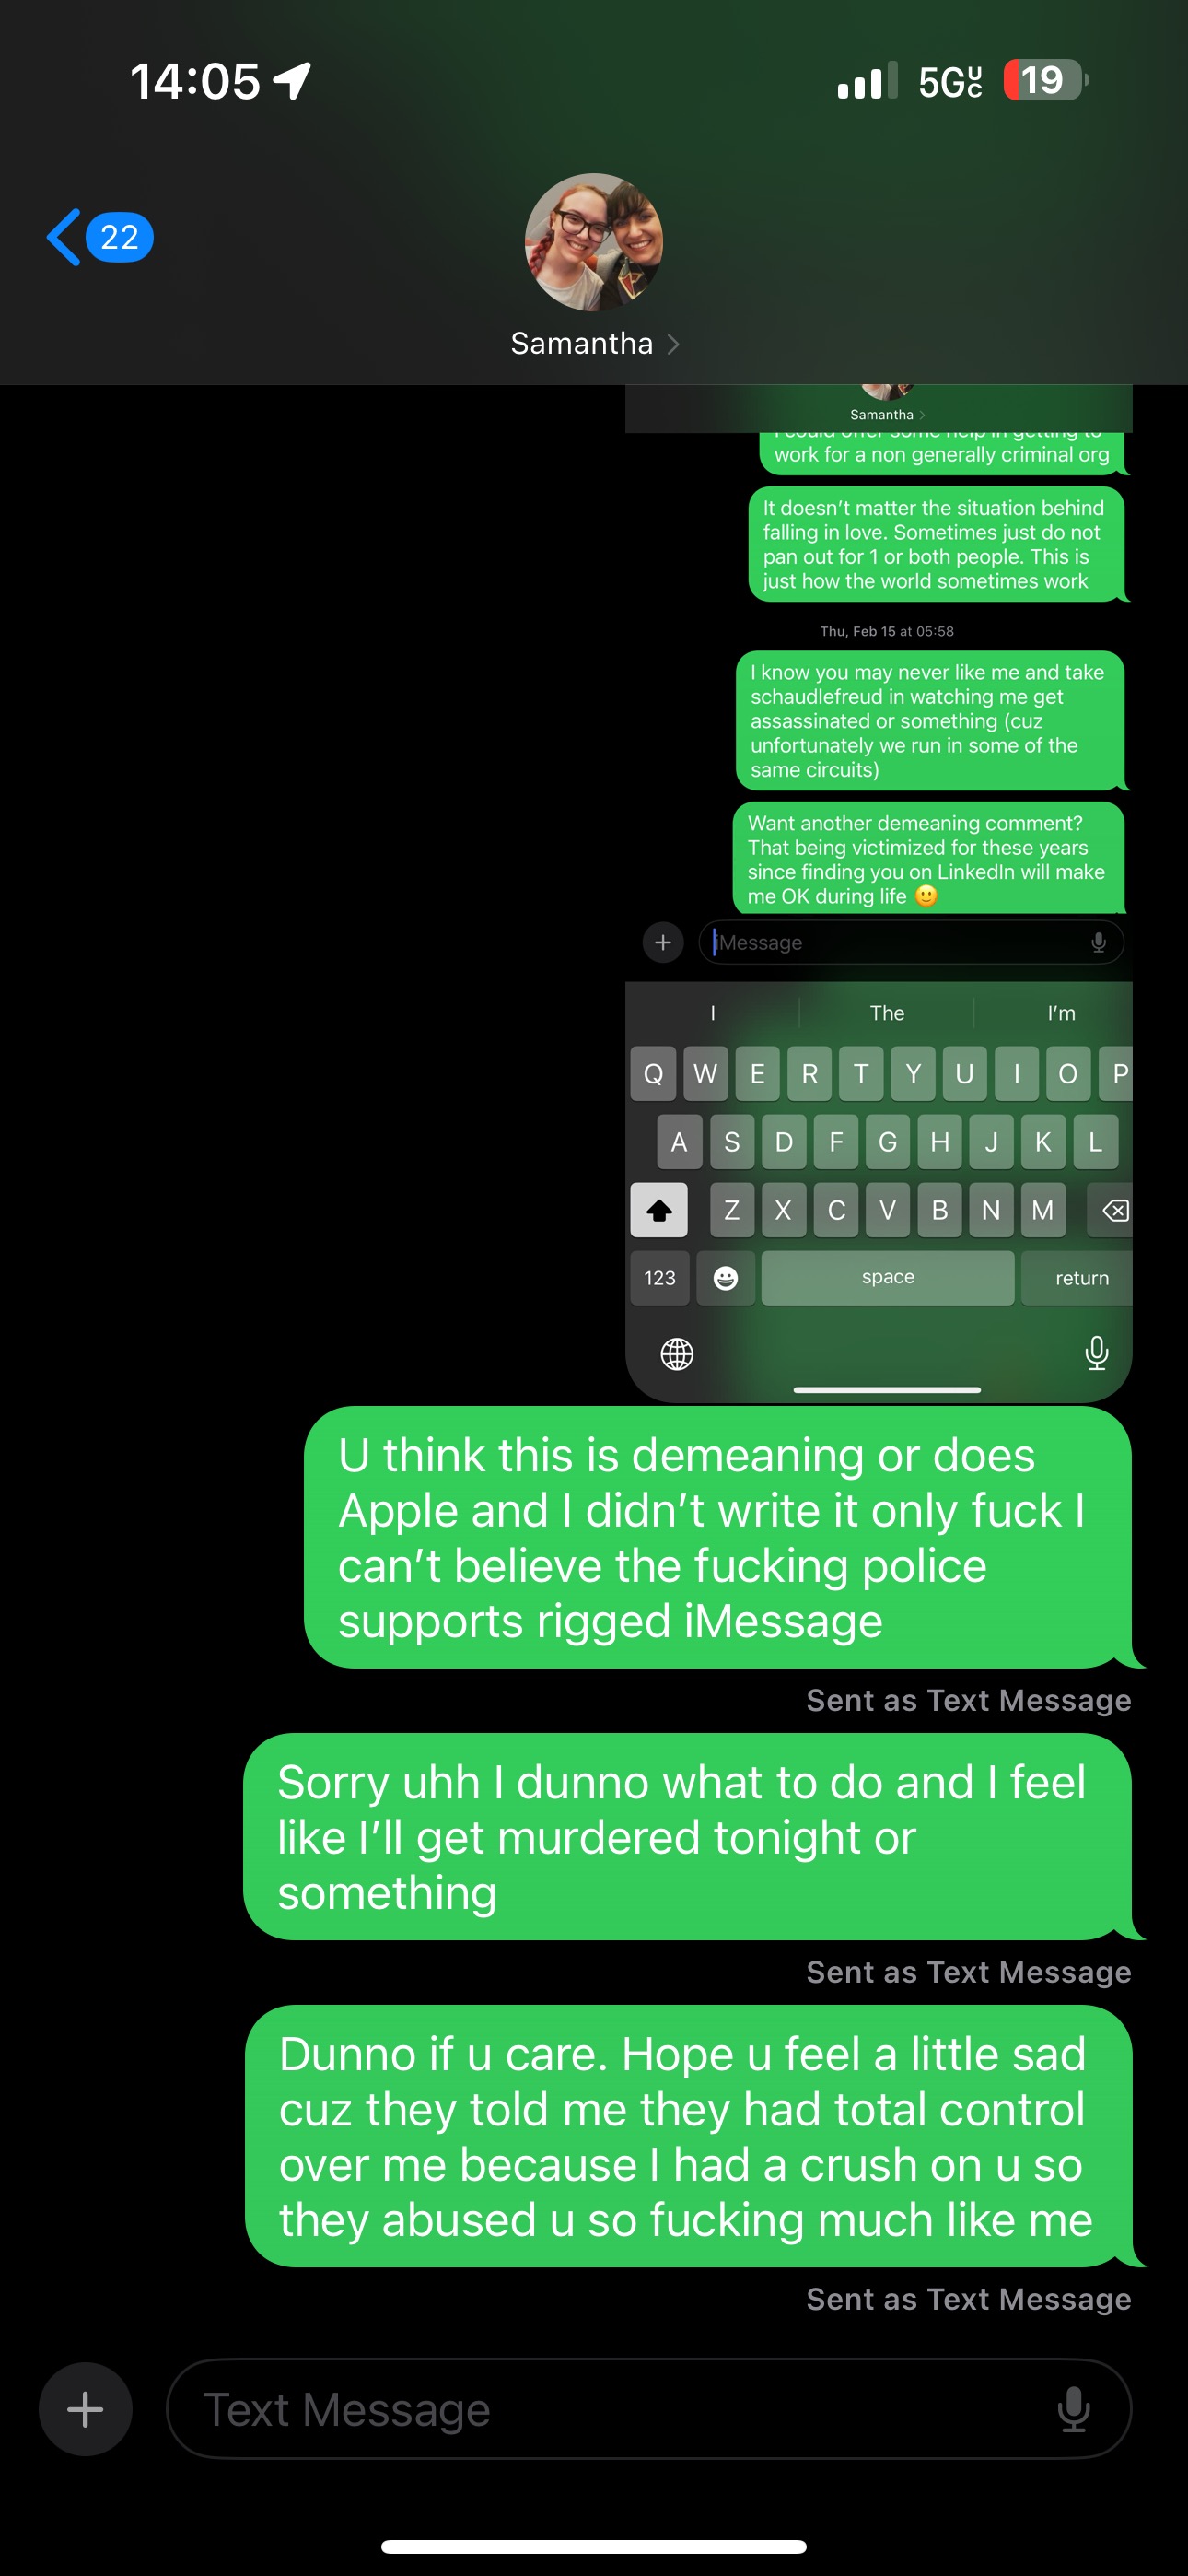 14:05
5G UC
19
22
Samantha
Samantha
I could offer some help in getting to
work for a non generally criminal org
It doesn’t matter the situation behind
falling in love. Sometimes just do not
pan out for 1 or both people. This is
just how the world sometimes work
Thu, Feb 15 at 05:58
I know you may never like me and take
schaudlefreud in watching me get
assassinated or something (cuz
unfortunately we run in some of the
same circuits)
Want another demeaning comment?
That being victimized for these years
since finding you on LinkedIn will make
me OK during life 🙂
iMessage
I The I’m
Q W E R T Y U I O P
A S D F G H J K L
Z X C V B N M
123 space return
U think this is demeaning or does
Apple and I didn’t write it only fuck I
can’t believe the fucking police
supports rigged iMessage
Sent as Text Message
Sorry uhh I dunno what to do and I feel
like I’ll get murdered tonight or
something
Sent as Text Message
Dunno if u care. Hope u feel a little sad
cuz they told me they had total control
over me because I had a crush on u so
they abused u so fucking much like me
Sent as Text Message
Text Message